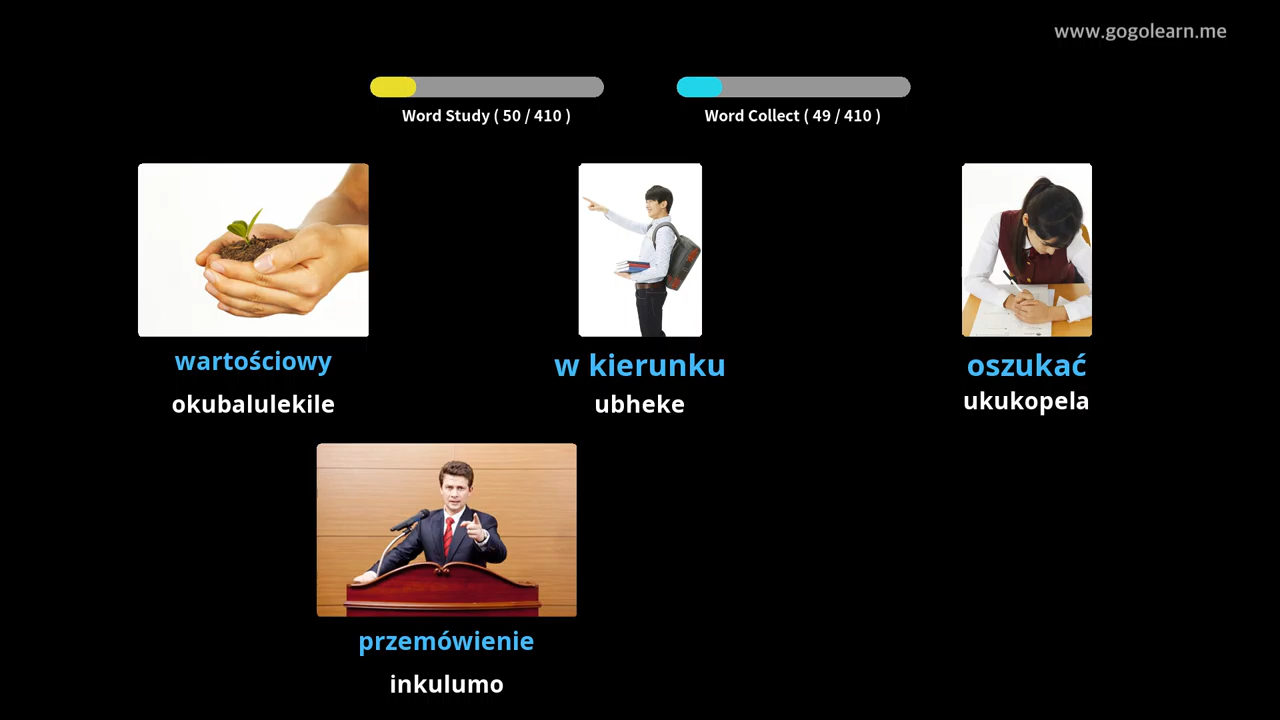 www.gogolearn.me
Word Study ( 50 / 410 )
Word Collect ( 49 / 410 )
wartościowy
okubalulekile
w kierunku
ubheke
oszukać
ukukopela
przemówienie
inkulumo